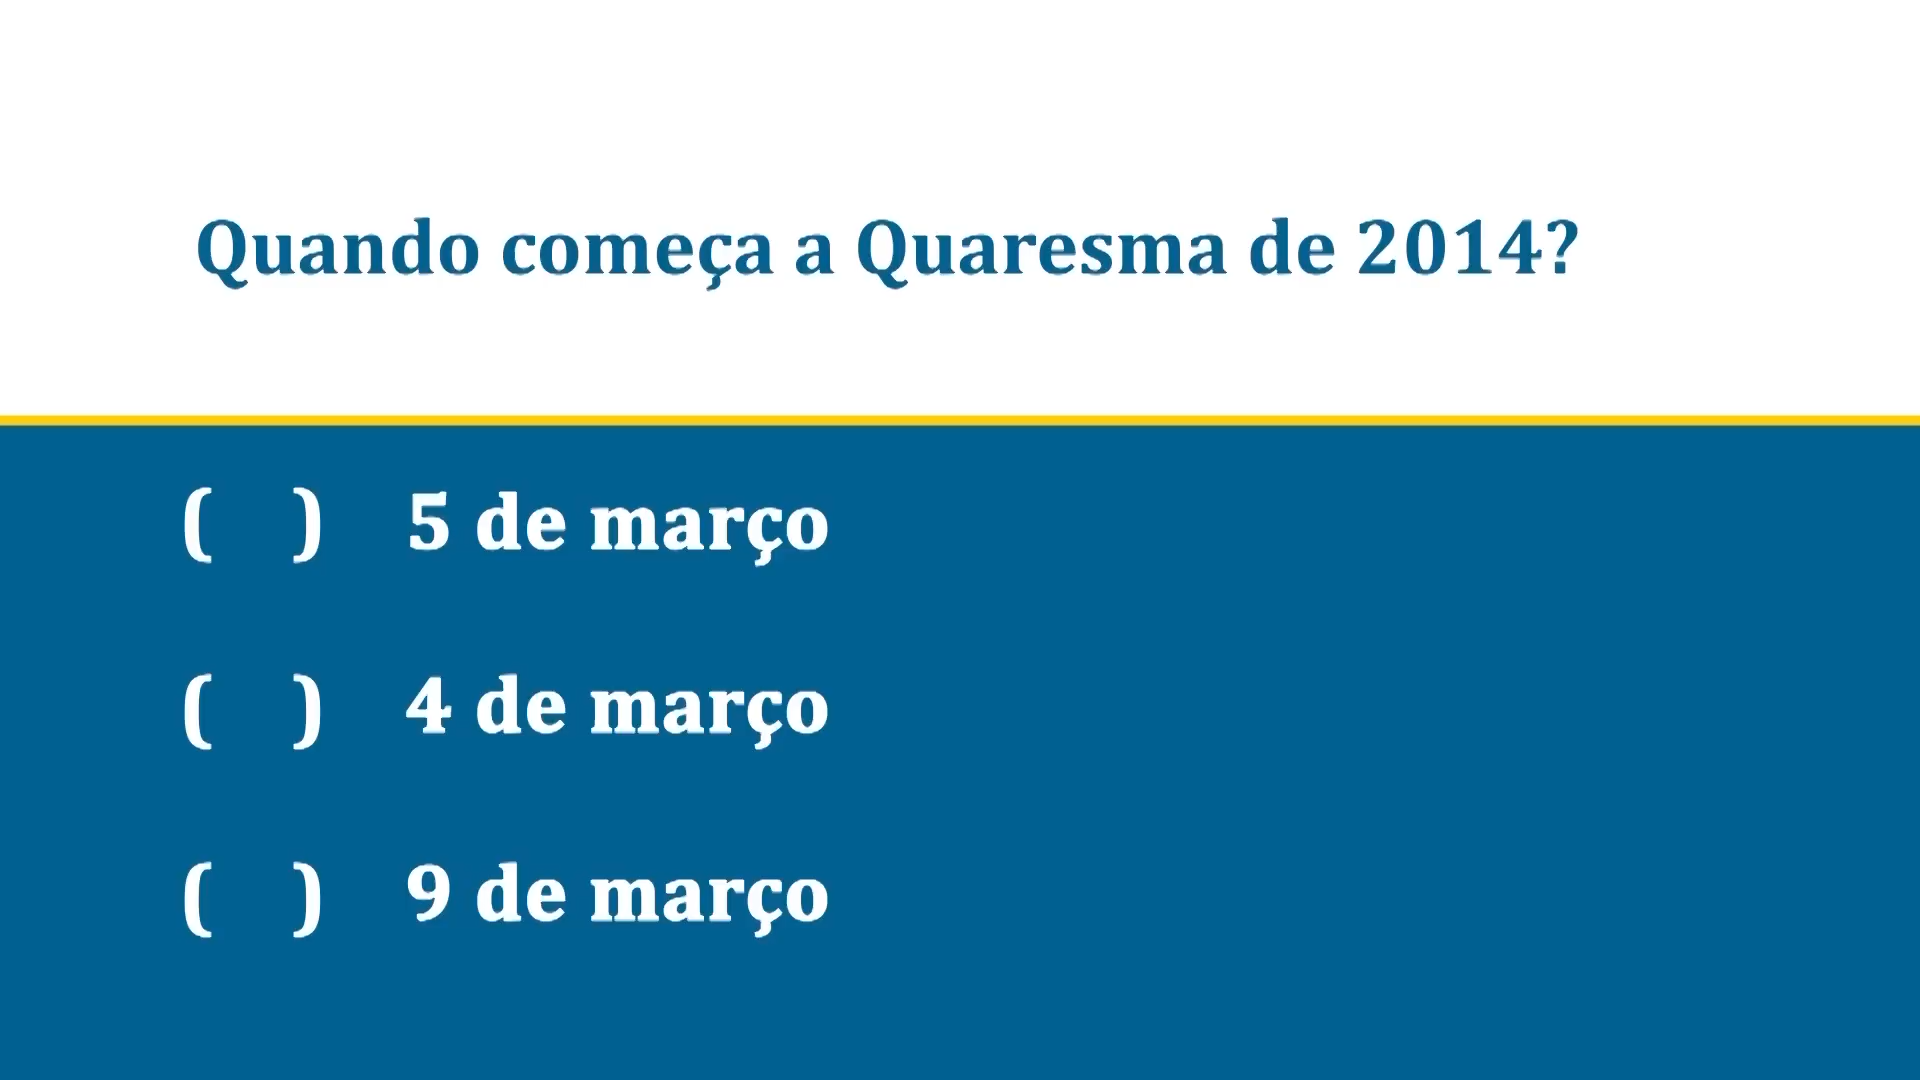 Quando começa a Quaresma de 2014?
(   ) 5 de março
(   ) 4 de março
(   ) 9 de março